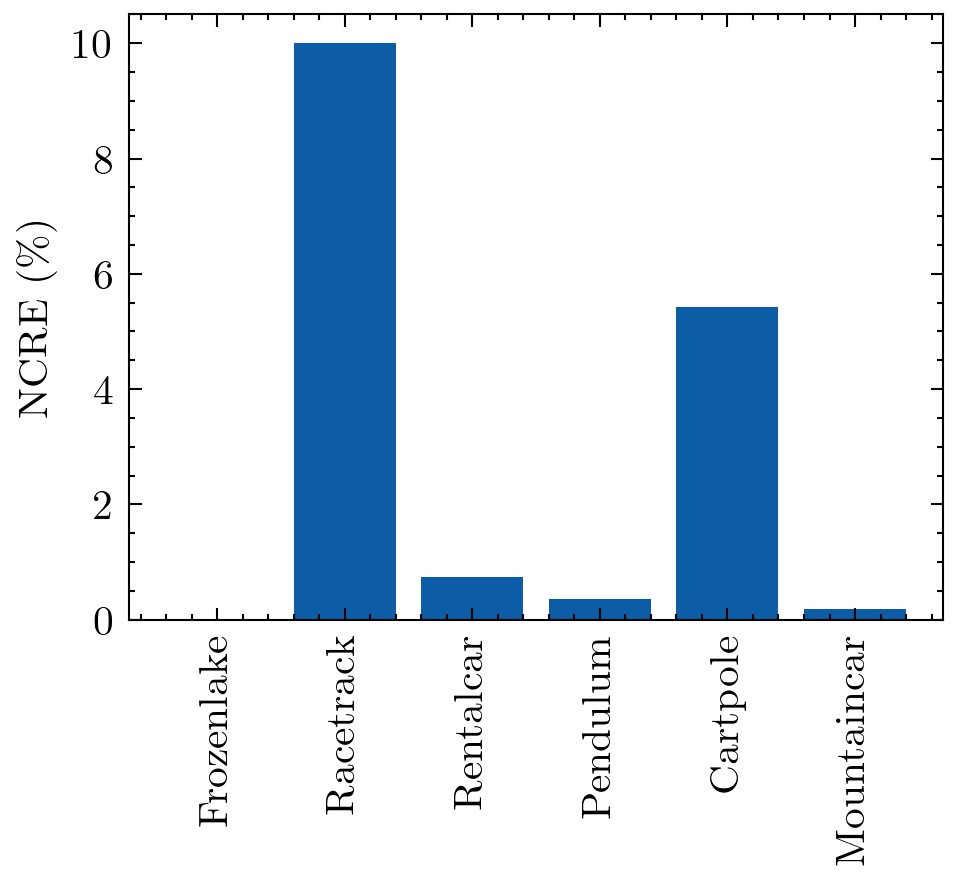 NCRE (%)
10
8
6
4
2
0
Frozenlake
Racetrack
Rentalcar
Pendulum
Cartpole
Mountaincar